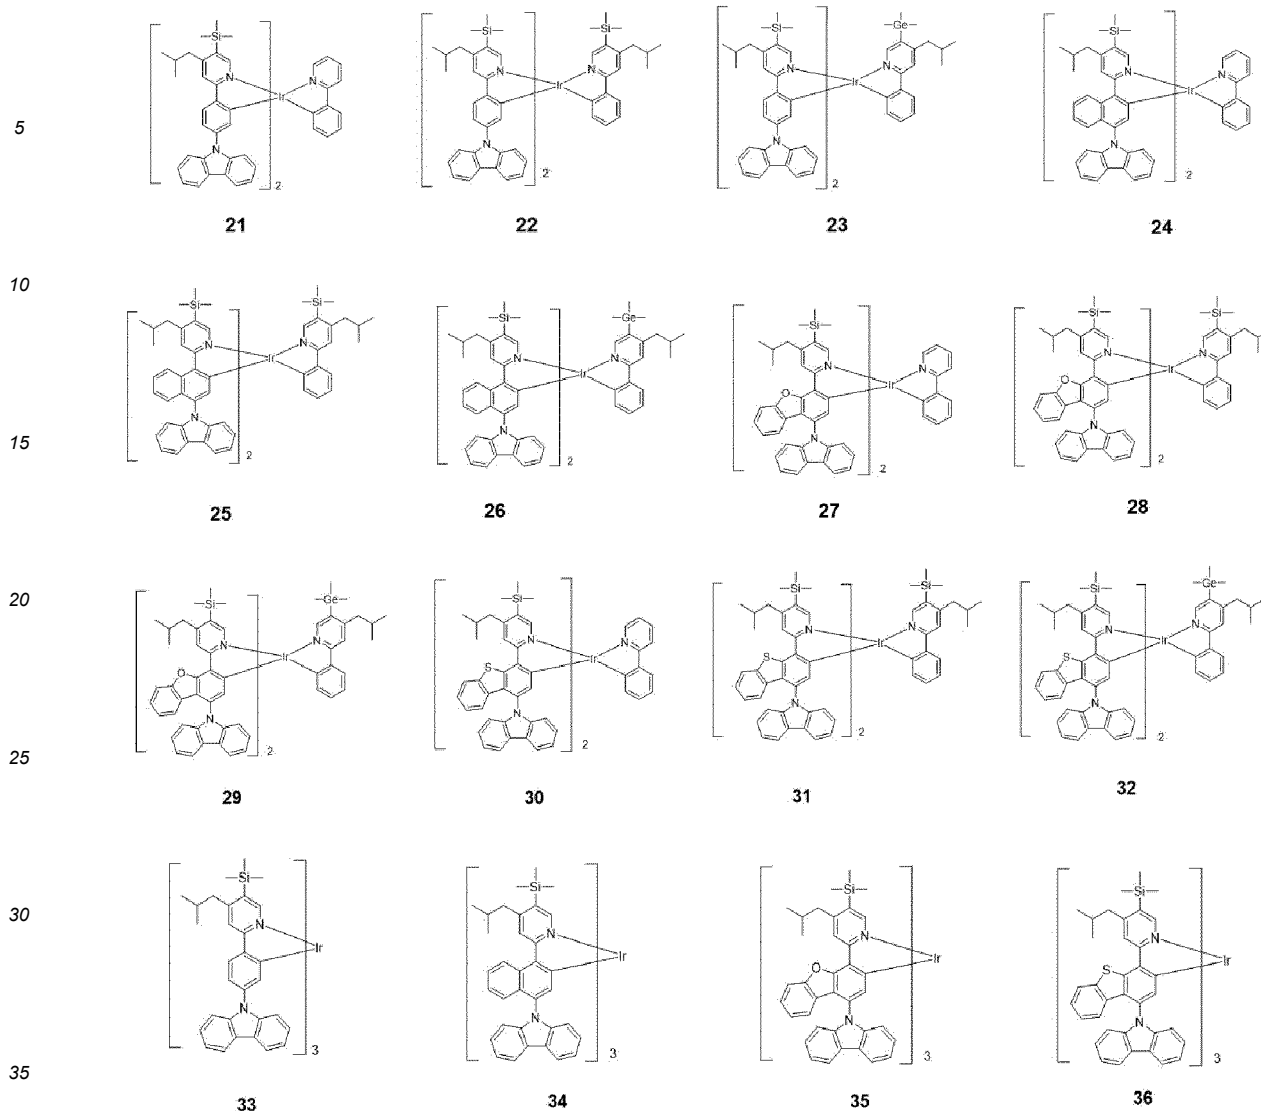 Si Si Si Si Ge Si
N N Ir N N Ir N N Ir N N Ir
5
N N N N
2 2 2 2
21 22 23 24
10
Si Si Si Ge Si Si Si
N N Ir N N Ir N N Ir N N Ir
O O
15
N N N N
2 2 2 2
25 26 27 28
20
Si Ge Si Si Si Si Ge
N N Ir N N Ir N N Ir N N Ir
O S S S
N N N N
2 2 2 2
25
29 30 31 32
30
Si Si Si Si
N Ir N Ir N Ir N Ir
O S
N N N N
3 3 3 3
35
33 34 35 36